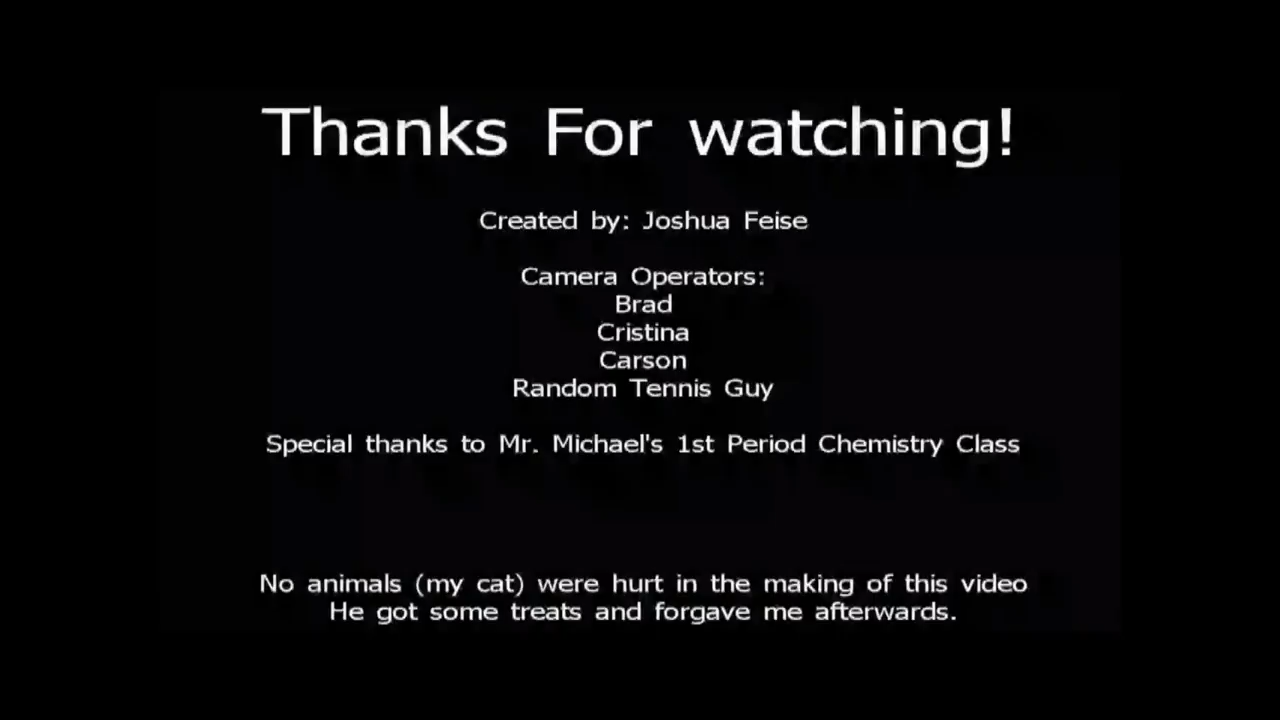 Thanks For watching!
Created by: Joshua Feise
Camera Operators:
Brad
Cristina
Carson
Random Tennis Guy
Special thanks to Mr. Michael's 1st Period Chemistry Class
No animals (my cat) were hurt in the making of this video
He got some treats and forgave me afterwards.